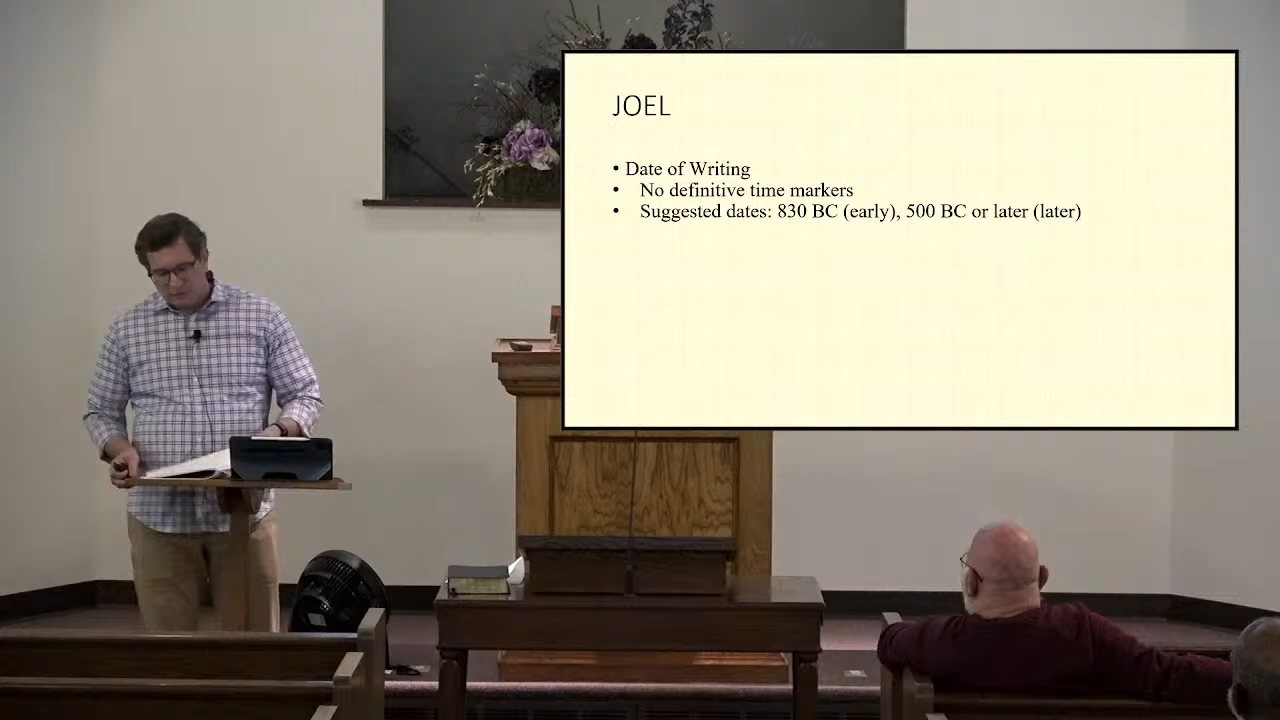 JOEL
• Date of Writing
• No definitive time markers
• Suggested dates: 830 BC (early), 500 BC or later (later)